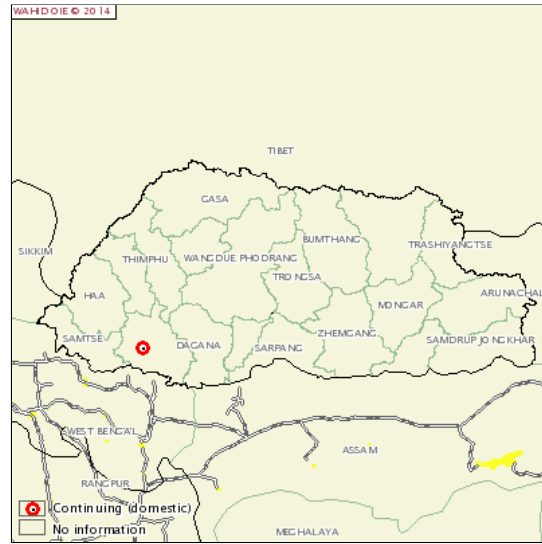 WAHID OIE © 2014
TIBET
GASA
SIKKIM
BUMTHANG
TRASHIYANGTSE
THIMPHU
WANGDUE PHODRANG
TRONGSA
HAA
ARUNACHAL
MONGAR
SAMTSE
DAGANA
SARPANG
ZHEMGANG
SAMDRUP JONGKHAR
WEST BENGAL
ASSAM
RANGPUR
Continuing (domestic)
No information
MEGHALAYA